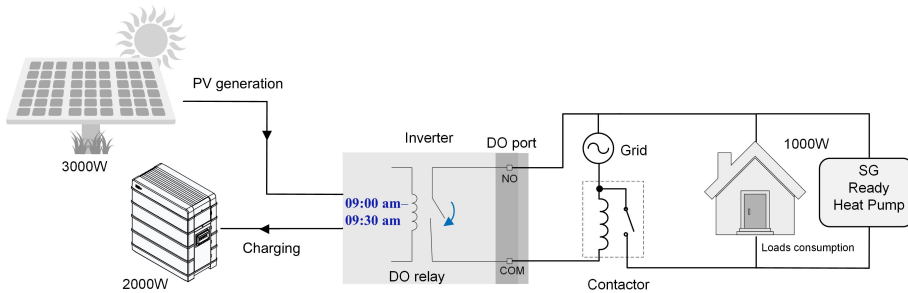 PV generation
3000W
2000W
Charging
Inverter
DO port
09:00 am–
09:30 am
NO
COM
DO relay
Grid
Contactor
1000W
Loads consumption
SG
Ready
Heat Pump